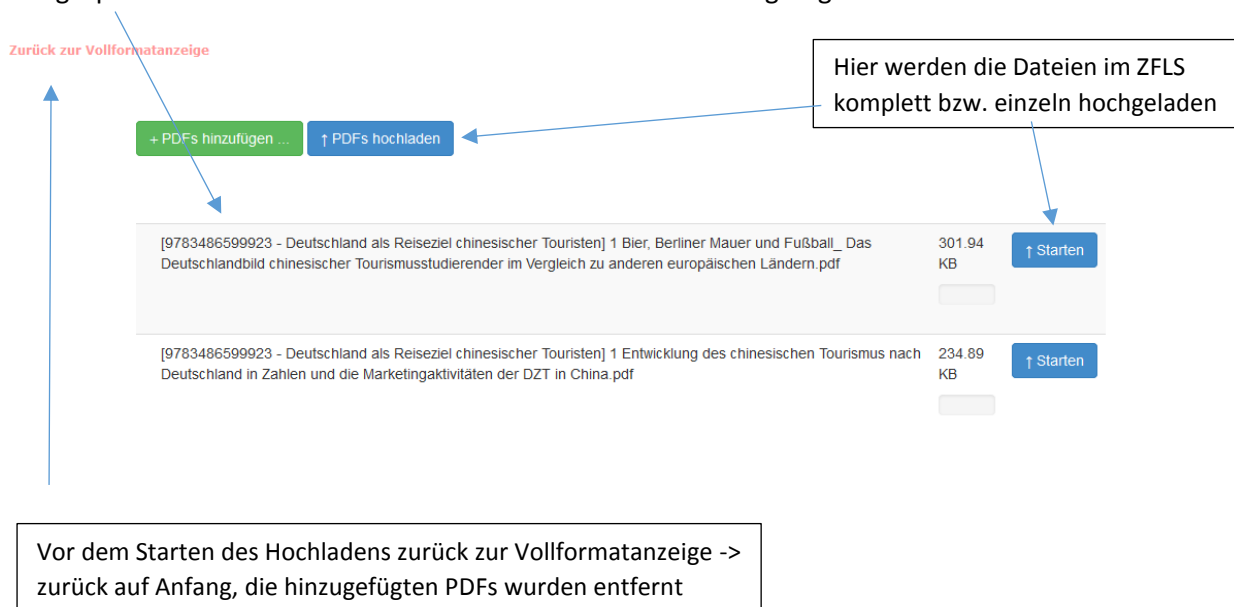 Zurück zur Vollformatanzeige
Hier werden die Dateien im ZFLS
komplett bzw. einzeln hochgeladen
+ PDFs hinzufügen ...
↑ PDFs hochladen
[9783486599923 - Deutschland als Reiseziel chinesischer Touristen] 1 Bier, Berliner Mauer und Fußball_ Das
Deutschlandbild chinesischer Tourismusstudierender im Vergleich zu anderen europäischen Ländern.pdf
301.94
KB
↑ Starten
[9783486599923 - Deutschland als Reiseziel chinesischer Touristen] 1 Entwicklung des chinesischen Tourismus nach
Deutschland in Zahlen und die Marketingaktivitäten der DZT in China.pdf
234.89
KB
↑ Starten
Vor dem Starten des Hochladens zurück zur Vollformatanzeige ->
zurück auf Anfang, die hinzugefügten PDFs wurden entfernt